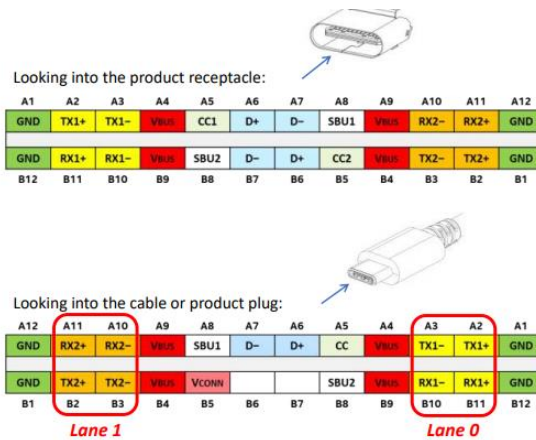 Looking into the product receptacle:
A1 A2 A3 A4 A5 A6 A7 A8 A9 A10 A11 A12
GND TX1+ TX1− VBUS CC1 D+ D− SBU1 VBUS RX2− RX2+ GND
GND RX1+ RX1− VBUS SBU2 D− D+ CC2 VBUS TX2− TX2+ GND
B12 B11 B10 B9 B8 B7 B6 B5 B4 B3 B2 B1
Looking into the cable or product plug:
A12 A11 A10 A9 A8 A7 A6 A5 A4 A3 A2 A1
GND RX2+ RX2− VBUS SBU1 D− D+ CC VBUS TX1− TX1+ GND
GND TX2+ TX2− VBUS VCONN SBU2 VBUS RX1− RX1+ GND
B1 B2 B3 B4 B5 B6 B7 B8 B9 B10 B11 B12
Lane 1 Lane 0